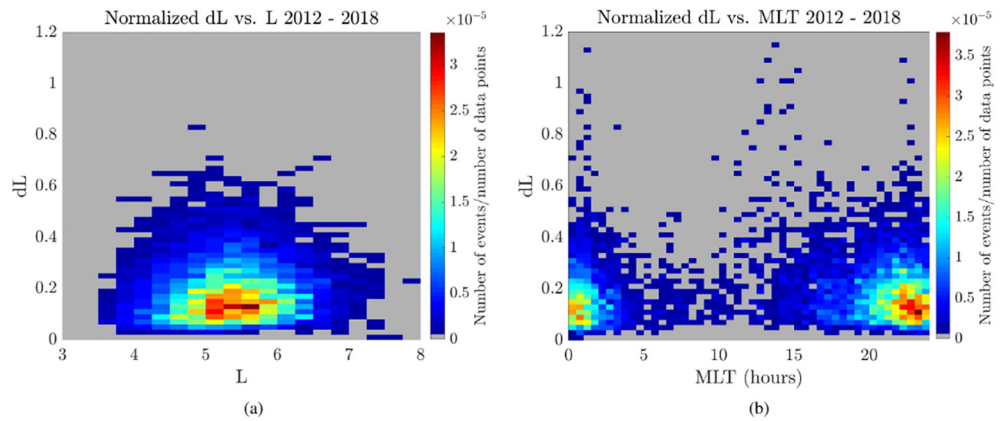 Normalized dL vs. L 2012 - 2018
×10⁻⁵
1.2
1
0.8
0.6
0.4
0.2
0
dL
3 4 5 6 7 8
L
3
2.5
2
1.5
1
0.5
0
Number of events/number of data points
(a)
Normalized dL vs. MLT 2012 - 2018
×10⁻⁵
1.2
1
0.8
0.6
0.4
0.2
0
dL
0 5 10 15 20
MLT (hours)
3.5
3
2.5
2
1.5
1
0.5
0
Number of events/number of data points
(b)